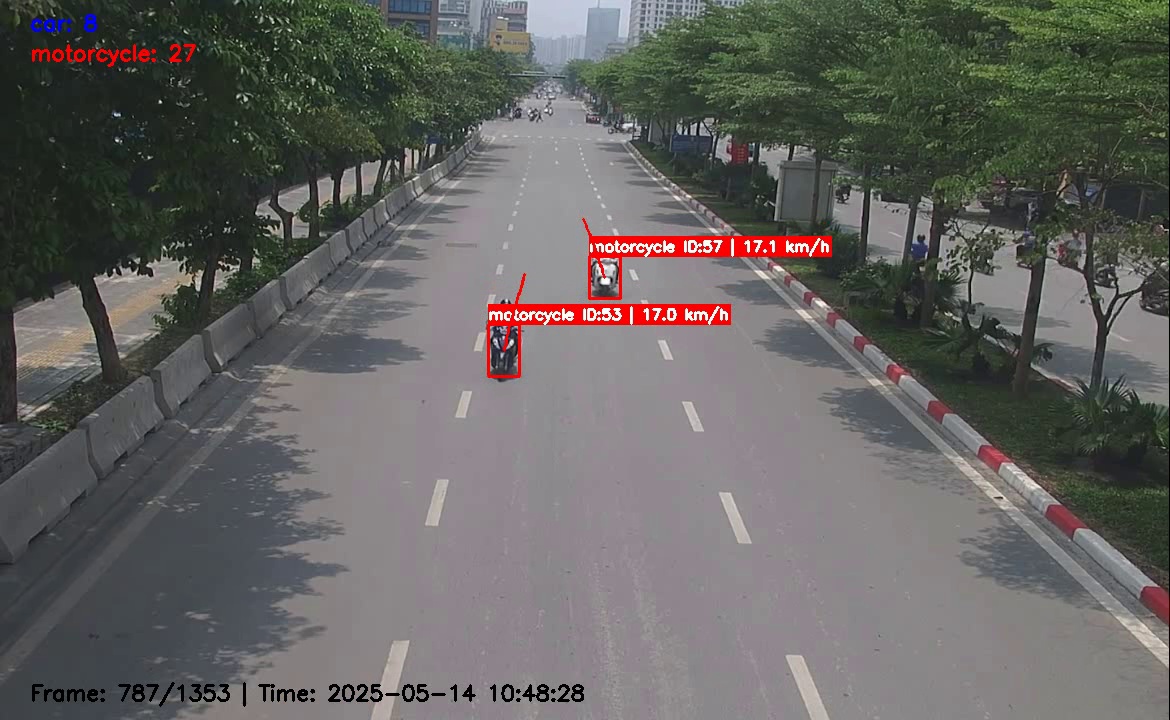 car: 8
motorcycle: 27
motorcycle ID:57 | 17.1 km/h
motorcycle ID:53 | 17.0 km/h
Frame: 787/1353 | Time: 2025-05-14 10:48:28